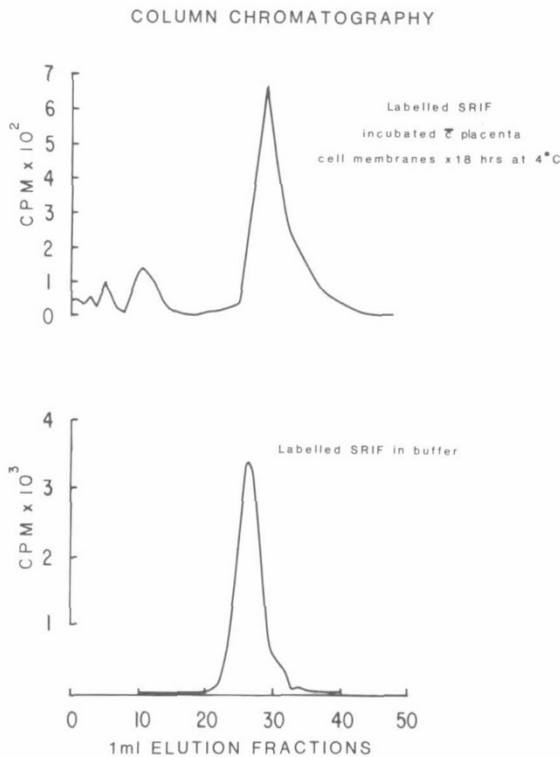 COLUMN CHROMATOGRAPHY
7
6
5
4
3
2
1
0
CPM x 10²
Labelled SRIF
incubated c̅ placenta
cell membranes x18 hrs at 4°C
4
3
2
1
CPM x 10³
Labelled SRIF in buffer
0 10 20 30 40 50
1ml ELUTION FRACTIONS